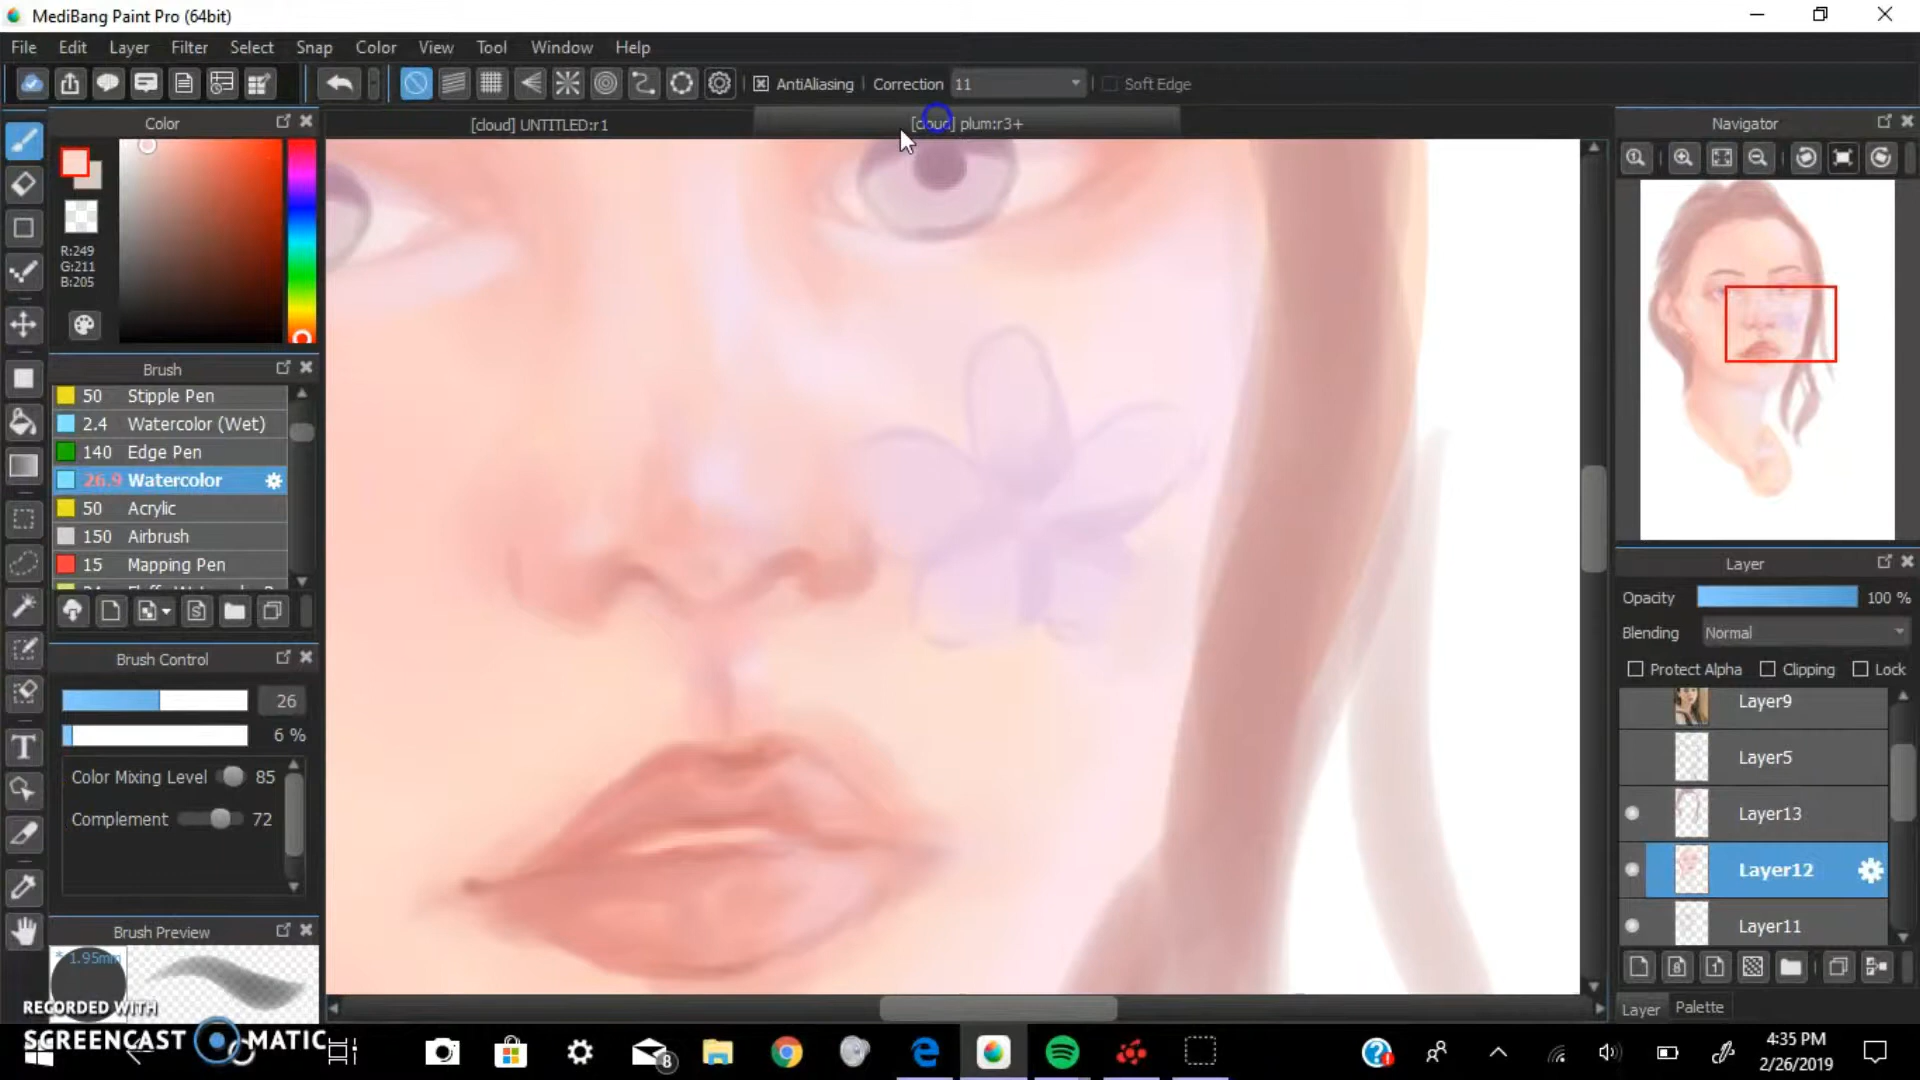 MediBang Paint Pro (64bit)
File Edit Layer Filter Select Snap Color View Tool Window Help
AntiAliasing Correction 11 Soft Edge
Color
[cloud] UNTITLED:r1
[cloud] plum:r3+
Navigator
R:249
G:211
B:205
Brush
50 Stipple Pen
2.4 Watercolor (Wet)
140 Edge Pen
26.9 Watercolor
50 Acrylic
150 Airbrush
15 Mapping Pen
Brush Control
26
6 %
Color Mixing Level 85
Complement 72
Brush Preview
* 1.95mm
Layer
Opacity 100 %
Blending Normal
Protect Alpha Clipping Lock
Layer9
Layer5
Layer13
Layer12
Layer11
Layer Palette
RECORDED WITH
SCREENCAST MATIC
8
4:35 PM
2/26/2019